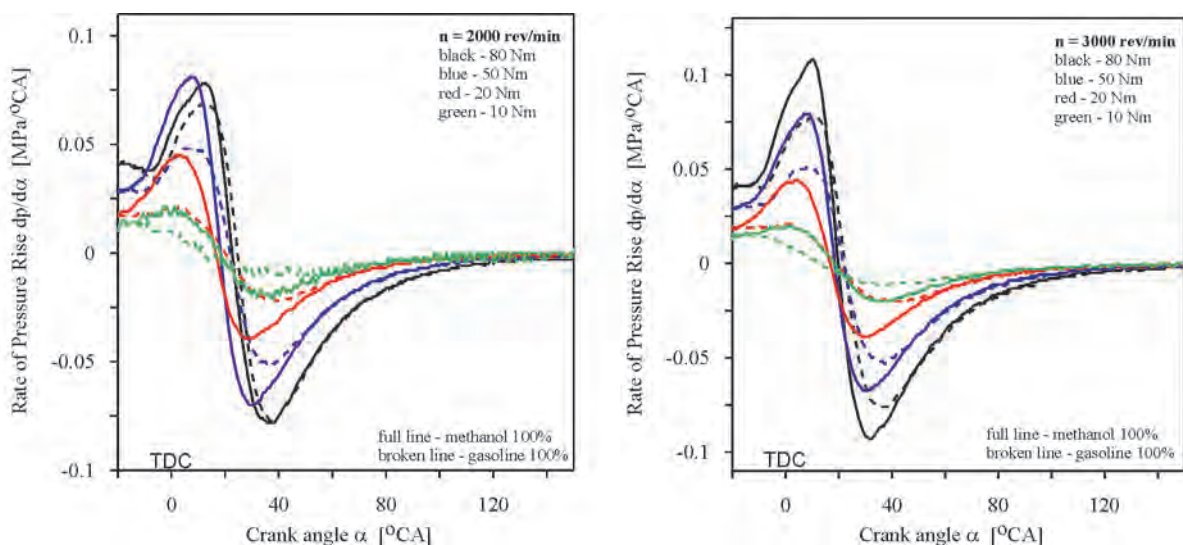 Rate of Pressure Rise dp/dα [MPa/ºCA]
0.1
0.05
0
-0.05
-0.1
n = 2000 rev/min
black - 80 Nm
blue - 50 Nm
red - 20 Nm
green - 10 Nm
full line - methanol 100%
broken line - gasoline 100%
TDC
0
40
80
120
Crank angle α [ºCA]
Rate of Pressure Rise dp/dα [MPa/ºCA]
0.1
0.05
0
-0.05
-0.1
n = 3000 rev/min
black - 80 Nm
blue - 50 Nm
red - 20 Nm
green - 10 Nm
full line - methanol 100%
broken line - gasoline 100%
TDC
0
40
80
120
Crank angle α [ºCA]